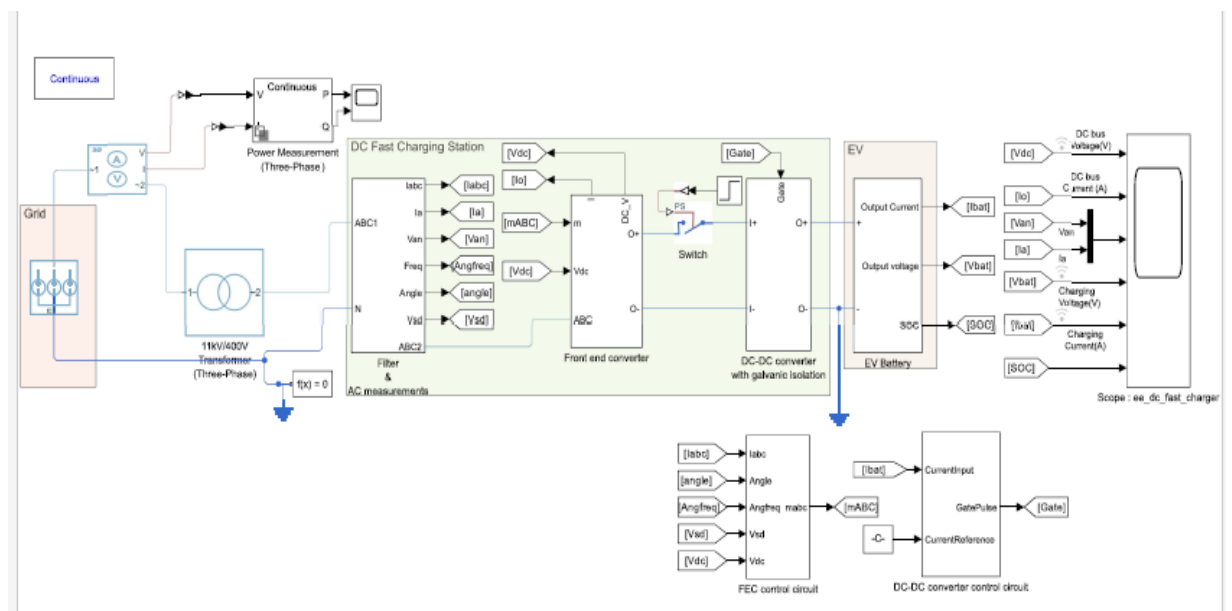 Continuous
Continuous
V
P
Q
Power Measurement
(Three-Phase)
A
V
V
I
~1
~2
Grid
~1
2~
11kV/400V
Transformer
(Three-Phase)
f(x) = 0
DC Fast Charging Station
ABC1
N
Iabc
Ia
Van
Freq
Angle
Vsd
ABC2
Filter
&
AC measurements
[Iabc]
[Ia]
[Van]
[Angfreq]
[angle]
[Vsd]
[Vdc]
[Io]
[mABC]
[Vdc]
m
Vdc
ABC
DC_V
O+
O-
Front end converter
PS
Switch
[Gate]
Gate
I+
I-
O+
O-
DC-DC converter
with galvanic isolation
EV
+
-
Output Current
Output voltage
SOC
EV Battery
[Ibat]
[Vbat]
[SOC]
[Vdc]
DC bus
Voltage(V)
[Io]
DC bus
Current (A)
[Van]
Van
[Ia]
Ia
[Vbat]
Charging
Voltage(V)
[Ibat]
Charging
Current(A)
[SOC]
Scope : ee_dc_fast_charger
[Iabc]
[angle]
[Angfreq]
[Vsd]
[Vdc]
Iabc
Angle
Angfreq mabc
Vsd
Vdc
[mABC]
FEC control circuit
[Ibat]
-C-
CurrentInput
GatePulse
CurrentReference
[Gate]
DC-DC converter control circuit